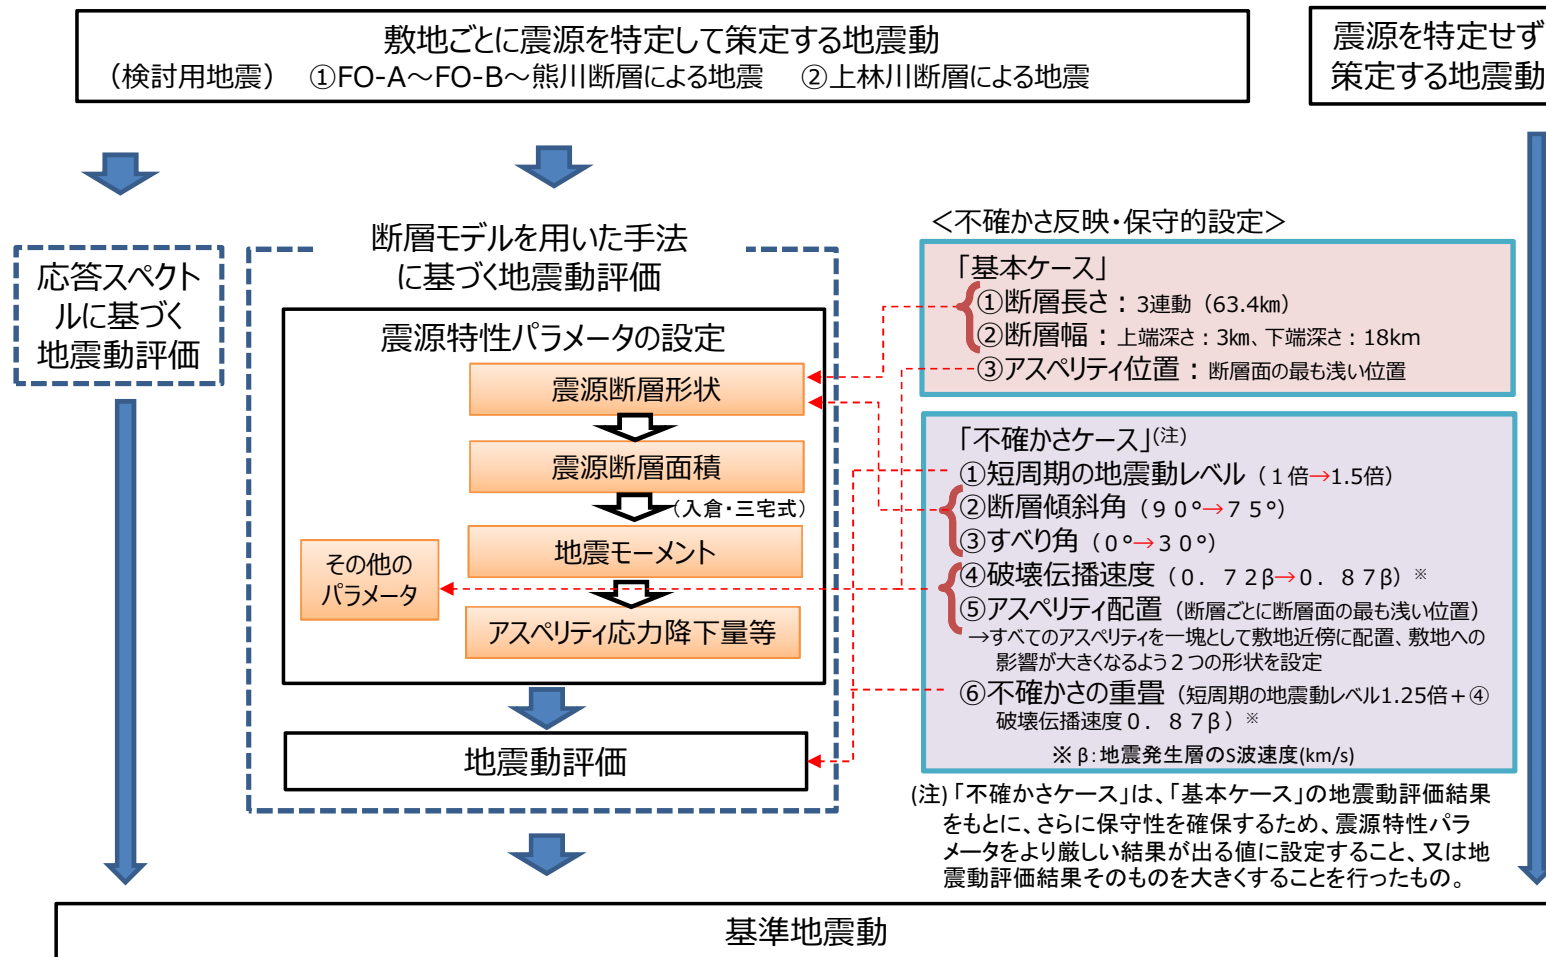 敷地ごとに震源を特定して策定する地震動
（検討用地震）　①FO-A～FO-B～熊川断層による地震　②上林川断層による地震
震源を特定せず
策定する地震動
応答スペクト
ルに基づく
地震動評価
断層モデルを用いた手法
に基づく地震動評価
震源特性パラメータの設定
震源断層形状
震源断層面積
（入倉・三宅式）
地震モーメント
その他の
パラメータ
アスペリティ応力降下量等
地震動評価
＜不確かさ反映・保守的設定＞
「基本ケース」
①断層長さ：3連動（63.4㎞）
②断層幅：上端深さ：3㎞、下端深さ：18km
③アスペリティ位置：断層面の最も浅い位置
「不確かさケース」(注)
①短周期の地震動レベル（１倍→1.5倍）
②断層傾斜角（９０°→７５°）
③すべり角（０°→３０°）
④破壊伝播速度（０．７２β→０．８７β）※
⑤アスペリティ配置（断層ごとに断層面の最も浅い位置）
→すべてのアスペリティを一塊として敷地近傍に配置、敷地への
影響が大きくなるよう２つの形状を設定
⑥不確かさの重畳（短周期の地震動レベル1.25倍＋④
破壊伝播速度０．８７β）※
※β：地震発生層のS波速度(km/s)
(注)「不確かさケース」は、「基本ケース」の地震動評価結果
をもとに、さらに保守性を確保するため、震源特性パラ
メータをより厳しい結果が出る値に設定すること、又は地
震動評価結果そのものを大きくすることを行ったもの。
基準地震動